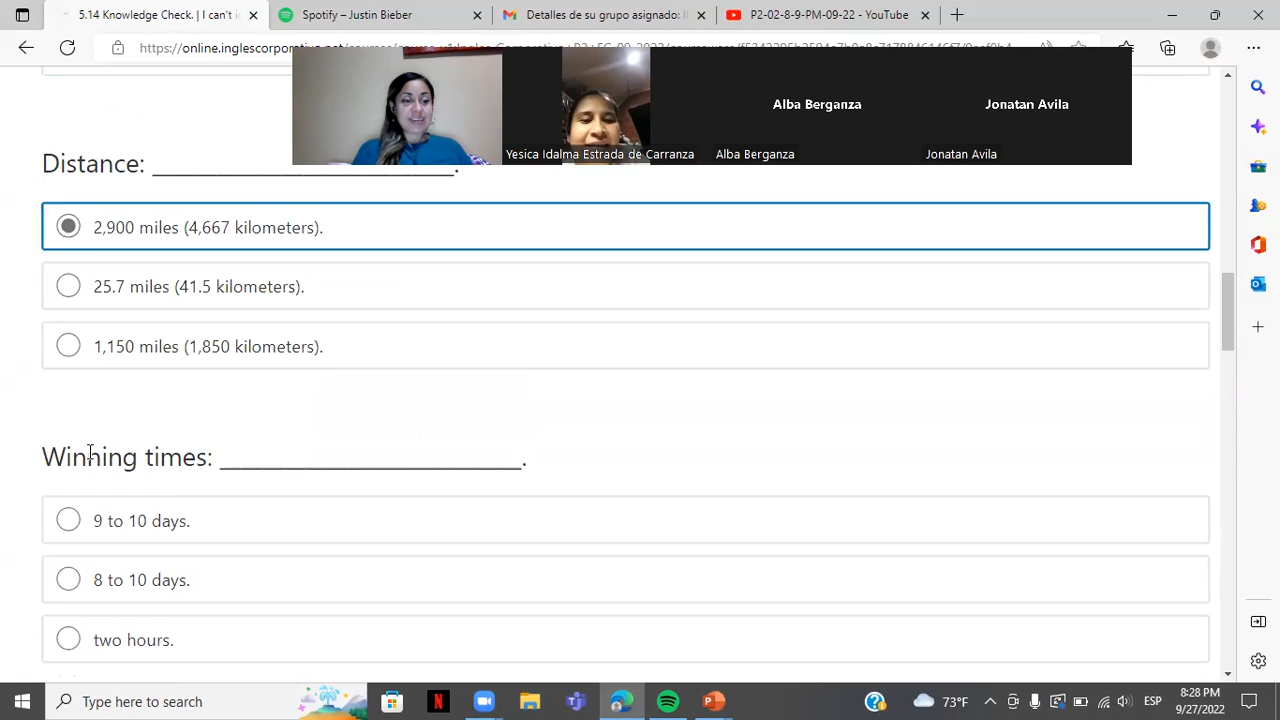 5.14 Knowledge Check. | I can't i
Spotify – Justin Bieber
Detalles de su grupo asignado: I
P2-02-8-9-PM-09-22 - YouTube
Alba Berganza
Jonatan Avila
Yesica Idalma Estrada de Carranza
Alba Berganza
Jonatan Avila
Distance: ______________________________.
2,900 miles (4,667 kilometers).
25.7 miles (41.5 kilometers).
1,150 miles (1,850 kilometers).
Winning times: ______________________________.
9 to 10 days.
8 to 10 days.
two hours.
Type here to search
73°F
ESP
8:28 PM
9/27/2022